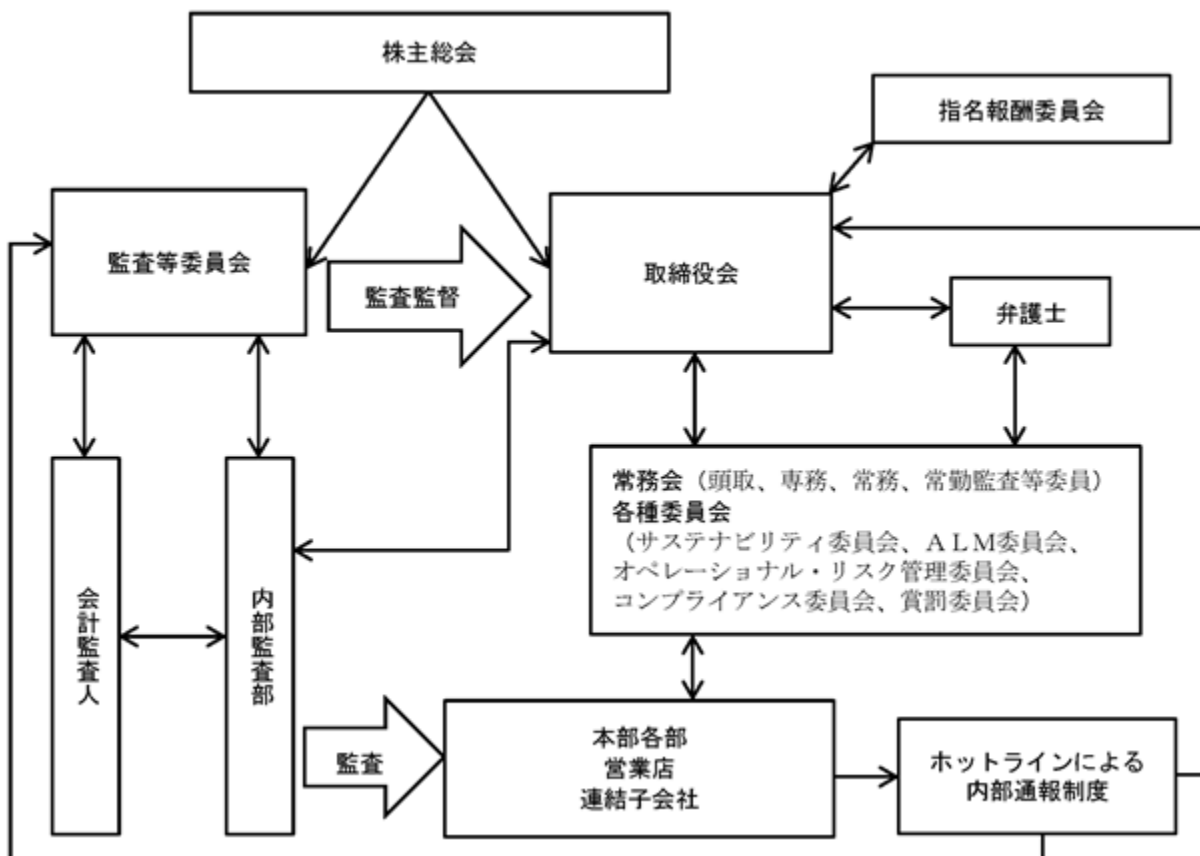 株主総会
指名報酬委員会
監査等委員会
監査監督
取締役会
弁護士
常務会（頭取、専務、常務、常勤監査等委員）
各種委員会
（サステナビリティ委員会、ＡＬＭ委員会、
オペレーショナル・リスク管理委員会、
コンプライアンス委員会、賞罰委員会）
会計監査人
内部監査部
監査
本部各部
営業店
連結子会社
ホットラインによる
内部通報制度